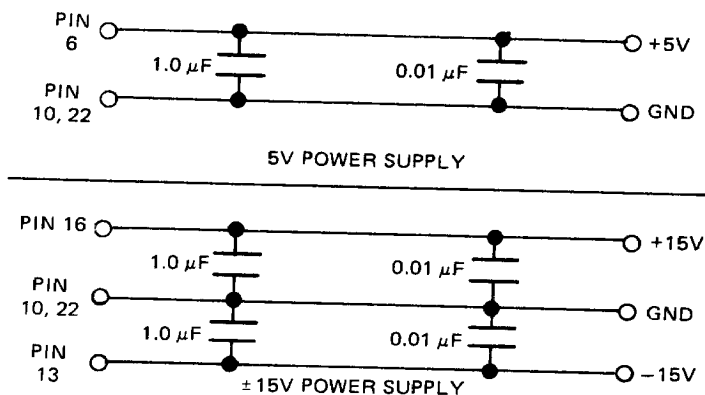 PIN
6
1.0 μF
0.01 μF
+5V
PIN
10, 22
GND
5V POWER SUPPLY
PIN 16
1.0 μF
0.01 μF
+15V
PIN
10, 22
GND
1.0 μF
0.01 μF
PIN
13
−15V
±15V POWER SUPPLY